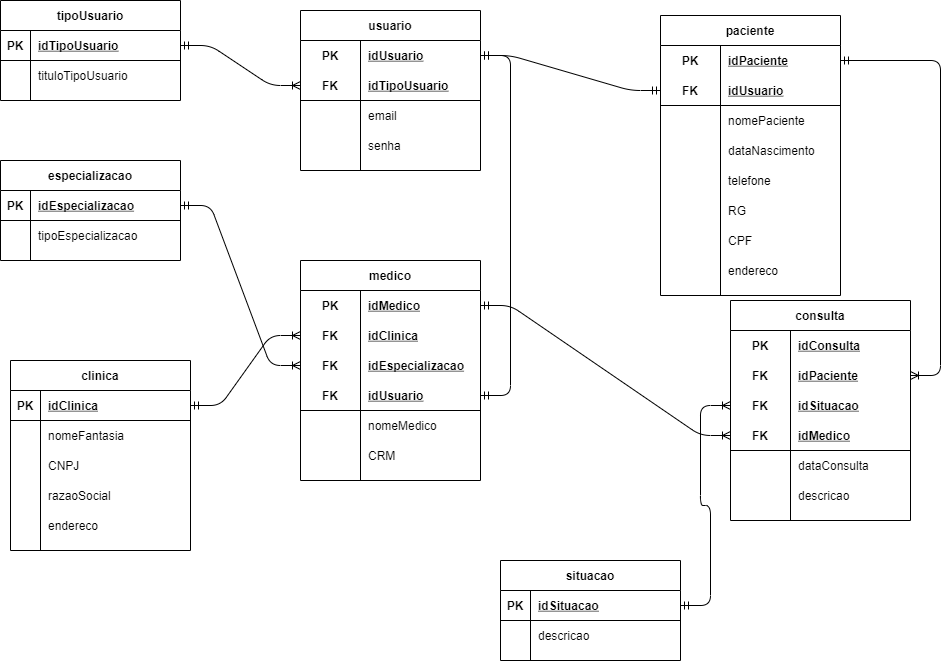 tipoUsuario
PK idTipoUsuario
tituloTipoUsuario
usuario
PK idUsuario
FK idTipoUsuario
email
senha
paciente
PK idPaciente
FK idUsuario
nomePaciente
dataNascimento
telefone
RG
CPF
endereco
especializacao
PK idEspecializacao
tipoEspecializacao
medico
PK idMedico
FK idClinica
FK idEspecializacao
FK idUsuario
nomeMedico
CRM
consulta
PK idConsulta
FK idPaciente
FK idSituacao
FK idMedico
dataConsulta
descricao
clinica
PK idClinica
nomeFantasia
CNPJ
razaoSocial
endereco
situacao
PK idSituacao
descricao